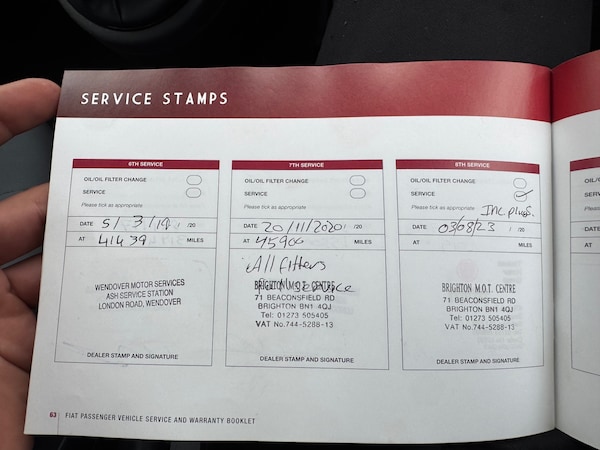 SERVICE STAMPS
6TH SERVICE
OIL/OIL FILTER CHANGE
SERVICE
Please tick as appropriate
DATE 5/ 3/19 /20
AT 41439 MILES
WENDOVER MOTOR SERVICES
ASH SERVICE STATION
LONDON ROAD, WENDOVER
DEALER STAMP AND SIGNATURE
7TH SERVICE
OIL/OIL FILTER CHANGE
SERVICE
Please tick as appropriate
DATE 20/11/2020 / /20
AT 45900 MILES
All filters
service
BRIGHTON M.O.T. CENTRE
71 BEACONSFIELD RD
BRIGHTON BN1 4QJ
Tel: 01273 505405
VAT No.744-5288-13
DEALER STAMP AND SIGNATURE
8TH SERVICE
OIL/OIL FILTER CHANGE
SERVICE
Please tick as appropriate
Inc plugs.
DATE 03/08/23 / /20
AT MILES
BRIGHTON M.O.T. CENTRE
71 BEACONSFIELD RD
BRIGHTON BN1 4QJ
Tel: 01273 505405
VAT No.744-5288-13
DEALER STAMP AND SIGNATURE
OIL/O
SERV
Please
DATE
AT
63 | FIAT PASSENGER VEHICLE SERVICE AND WARRANTY BOOKLET